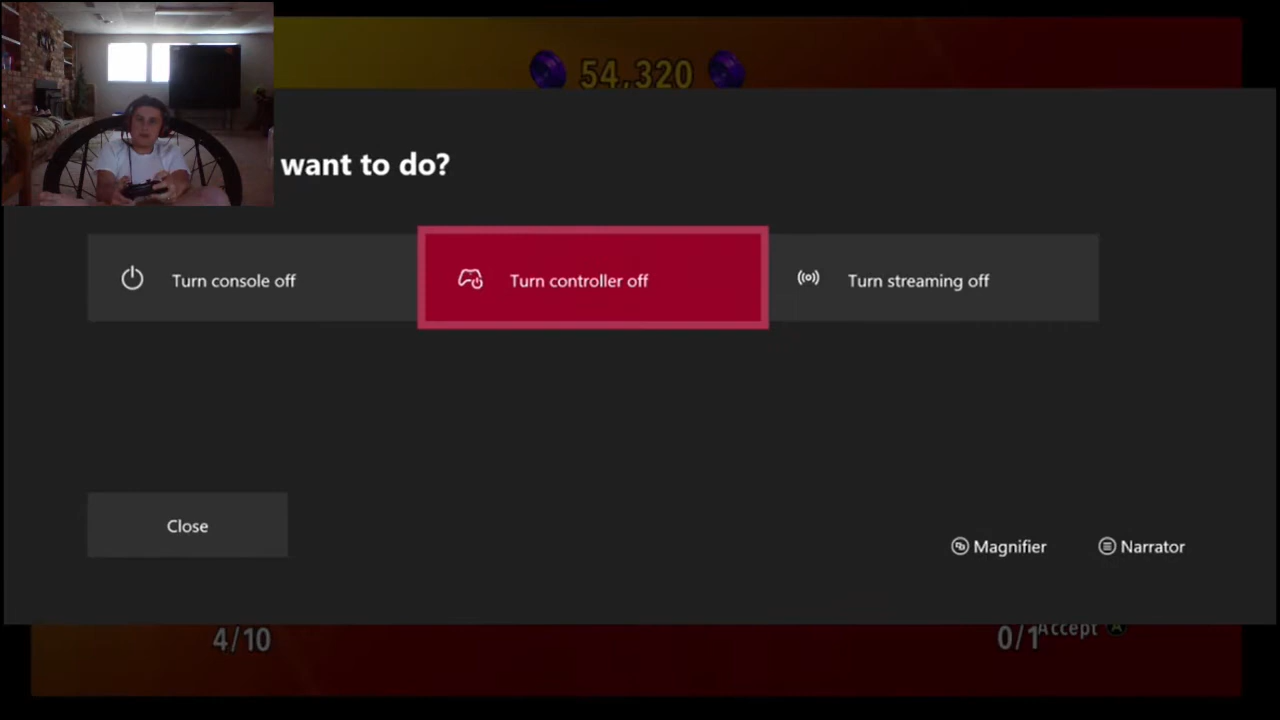 54,320
want to do?
Turn console off
Turn controller off
Turn streaming off
Close
Magnifier
Narrator
4/10
0/1
Accept A